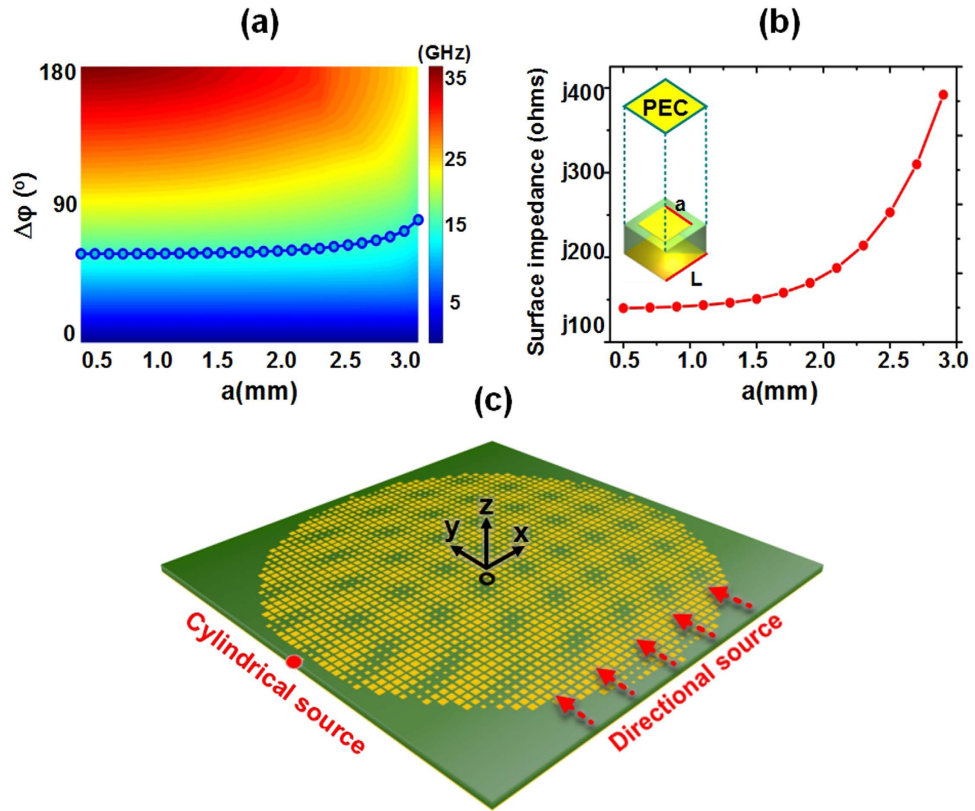 (a)
(GHz)
180
90
0
Δφ (º)
35
25
15
5
0.5 1.0 1.5 2.0 2.5 3.0
a(mm)
(b)
Surface impedance (ohms)
j400
j300
j200
j100
PEC
a
L
0.5 1.0 1.5 2.0 2.5 3.0
a(mm)
(c)
z
y
x
O
Cylindrical source
Directional source